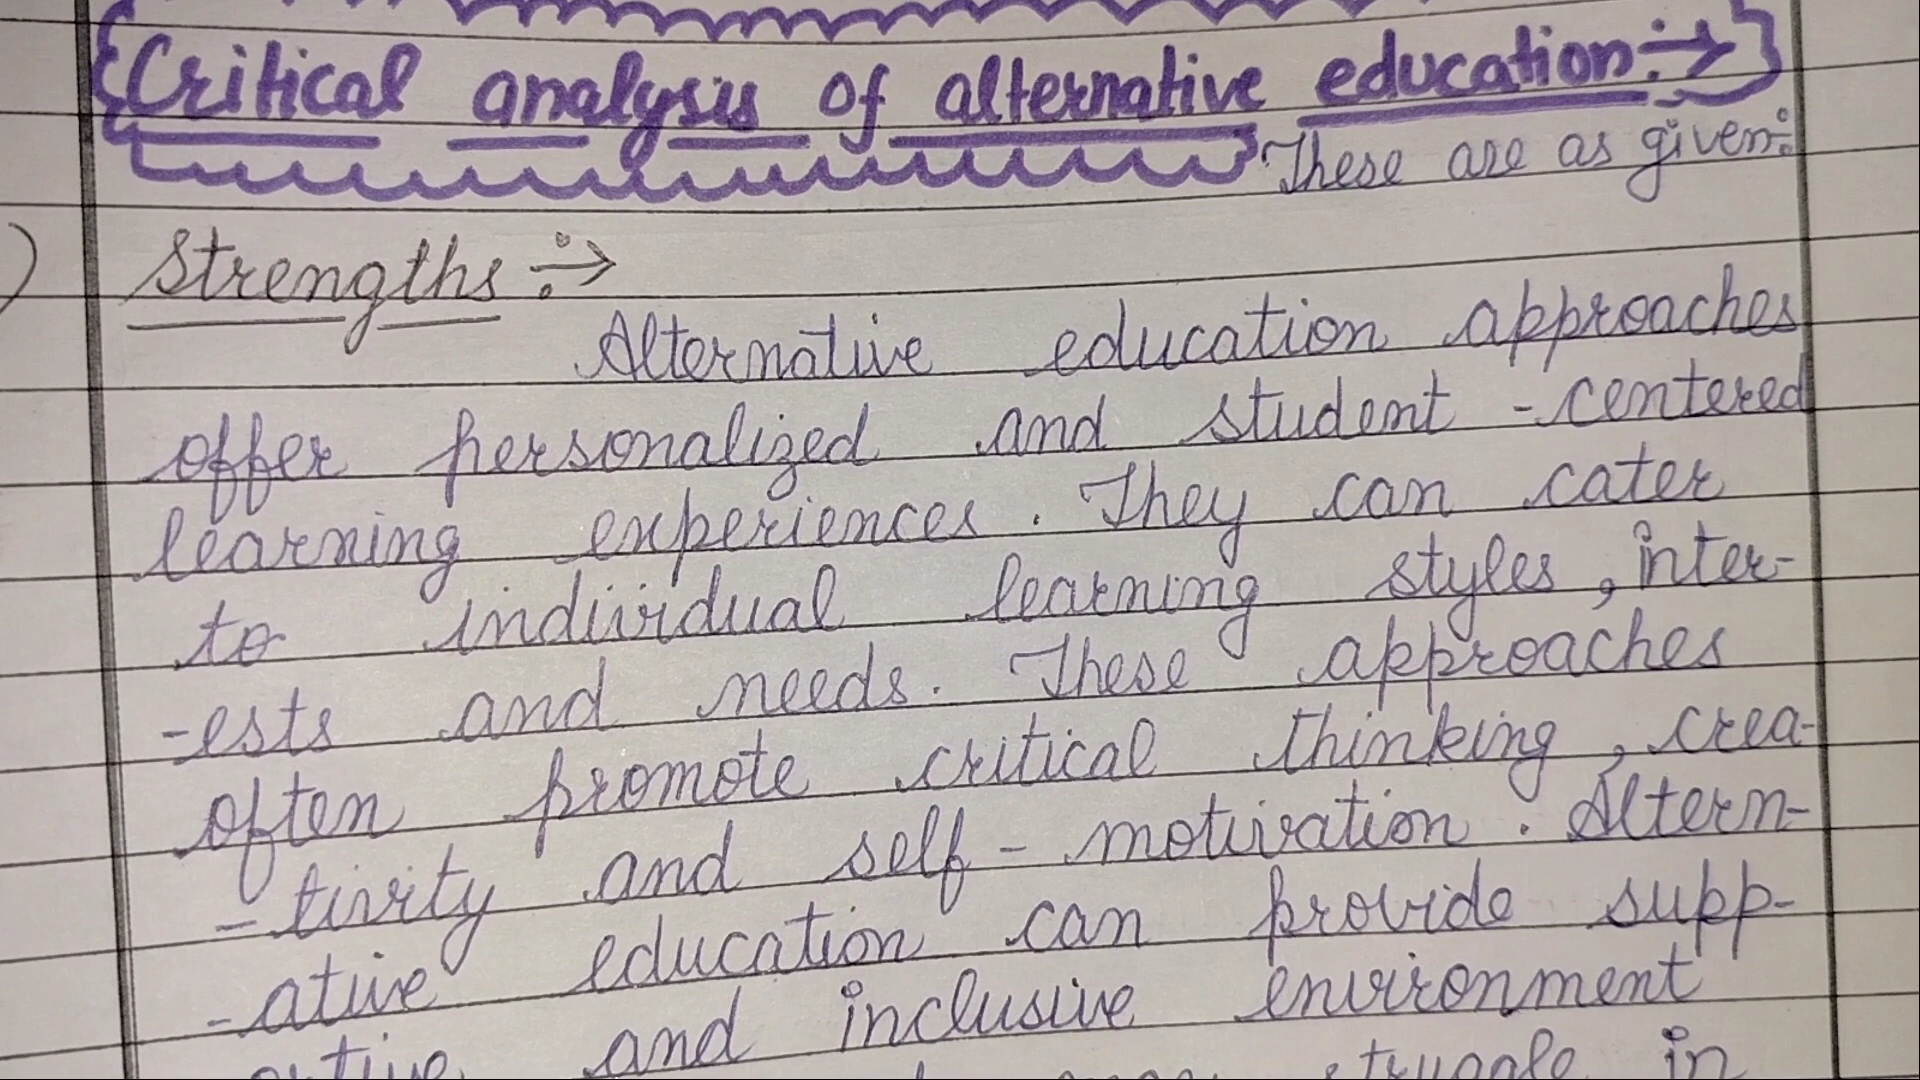 Critical analysis of alternative education :→
These are as given:
) Strengths :→
Alternative education approaches
offer personalized and student - centered
learning experiences. They can cater
to individual learning styles, inter-
-ests and needs. These approaches
often promote critical thinking, crea-
-tivity and self - motivation. Altern-
-ative education can provide supp-
-ortive and inclusive environment
struggle in